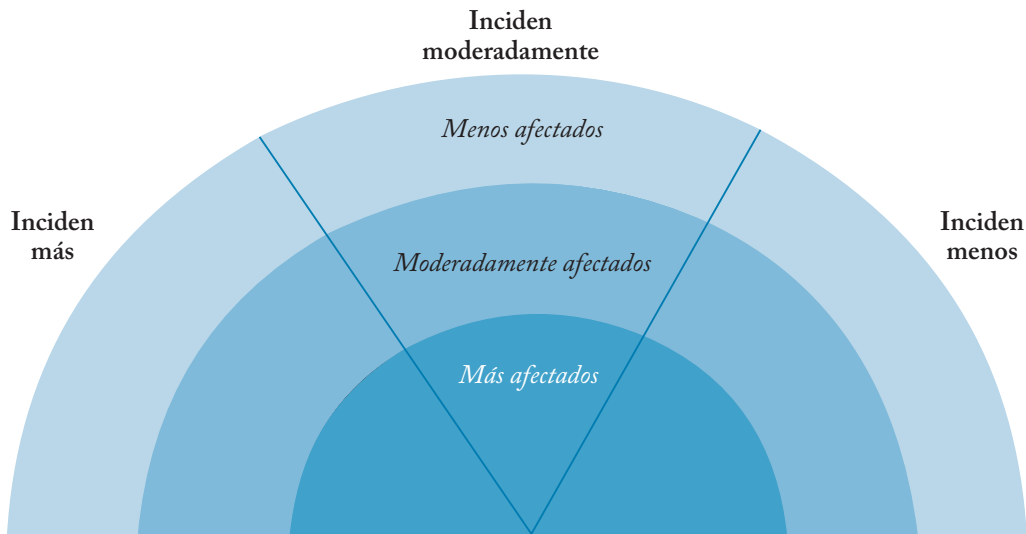 Inciden
moderadamente
Menos afectados
Inciden
más
Inciden
menos
Moderadamente afectados
Más afectados